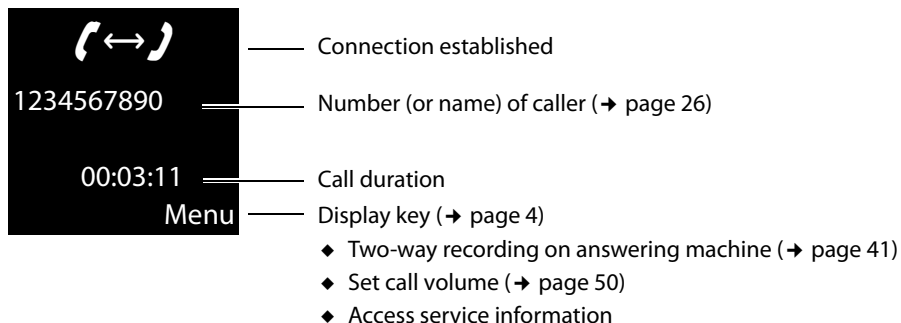 Connection established
1234567890 Number (or name) of caller (➔ page 26)
00:03:11 Call duration
Menu Display key (➔ page 4)
◆ Two-way recording on answering machine (➔ page 41)
◆ Set call volume (➔ page 50)
◆ Access service information